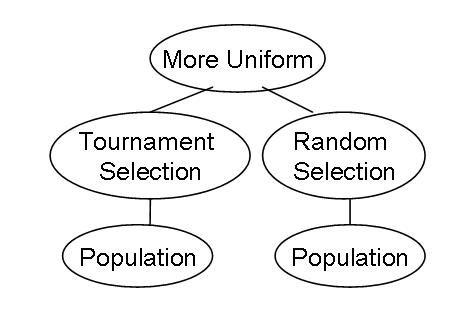 More Uniform
Tournament
Selection
Random
Selection
Population
Population